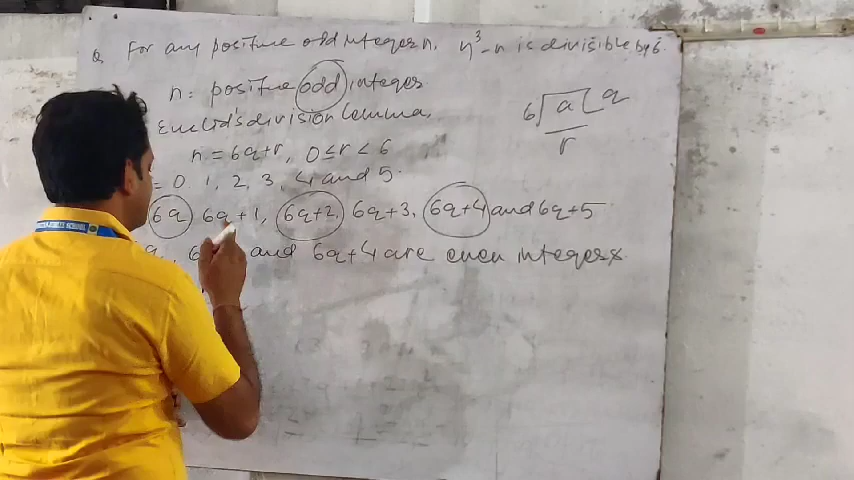 Q. For any positive odd integer n, n³-n is divisible by 6.
n = positive odd integer
Euclid's division lemma,
n = 6q+r, 0≤r<6
= 0, 1, 2, 3, 4 and 5.
6q 6q+1, 6q+2, 6q+3, 6q+4 and 6q+5
q, 6 and 6q+4 are even integers.
6 a q
r